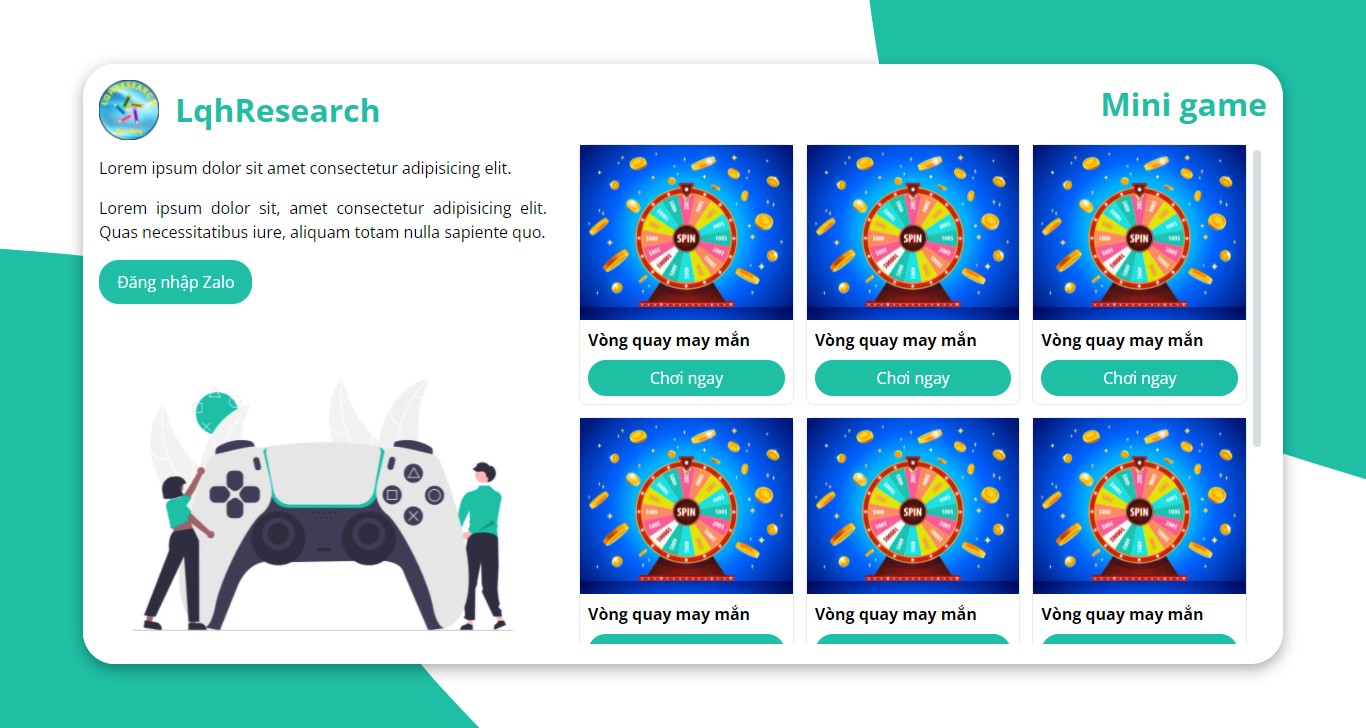 LQHRESEARCH
LqhResearch
Lorem ipsum dolor sit amet consectetur adipisicing elit.
Lorem ipsum dolor sit, amet consectetur adipisicing elit.
Quas necessitatibus iure, aliquam totam nulla sapiente quo.
Đăng nhập Zalo
Mini game
SPIN
SPIN
SPIN
Vòng quay may mắn
Vòng quay may mắn
Vòng quay may mắn
Chơi ngay
Chơi ngay
Chơi ngay
SPIN
SPIN
SPIN
Vòng quay may mắn
Vòng quay may mắn
Vòng quay may mắn